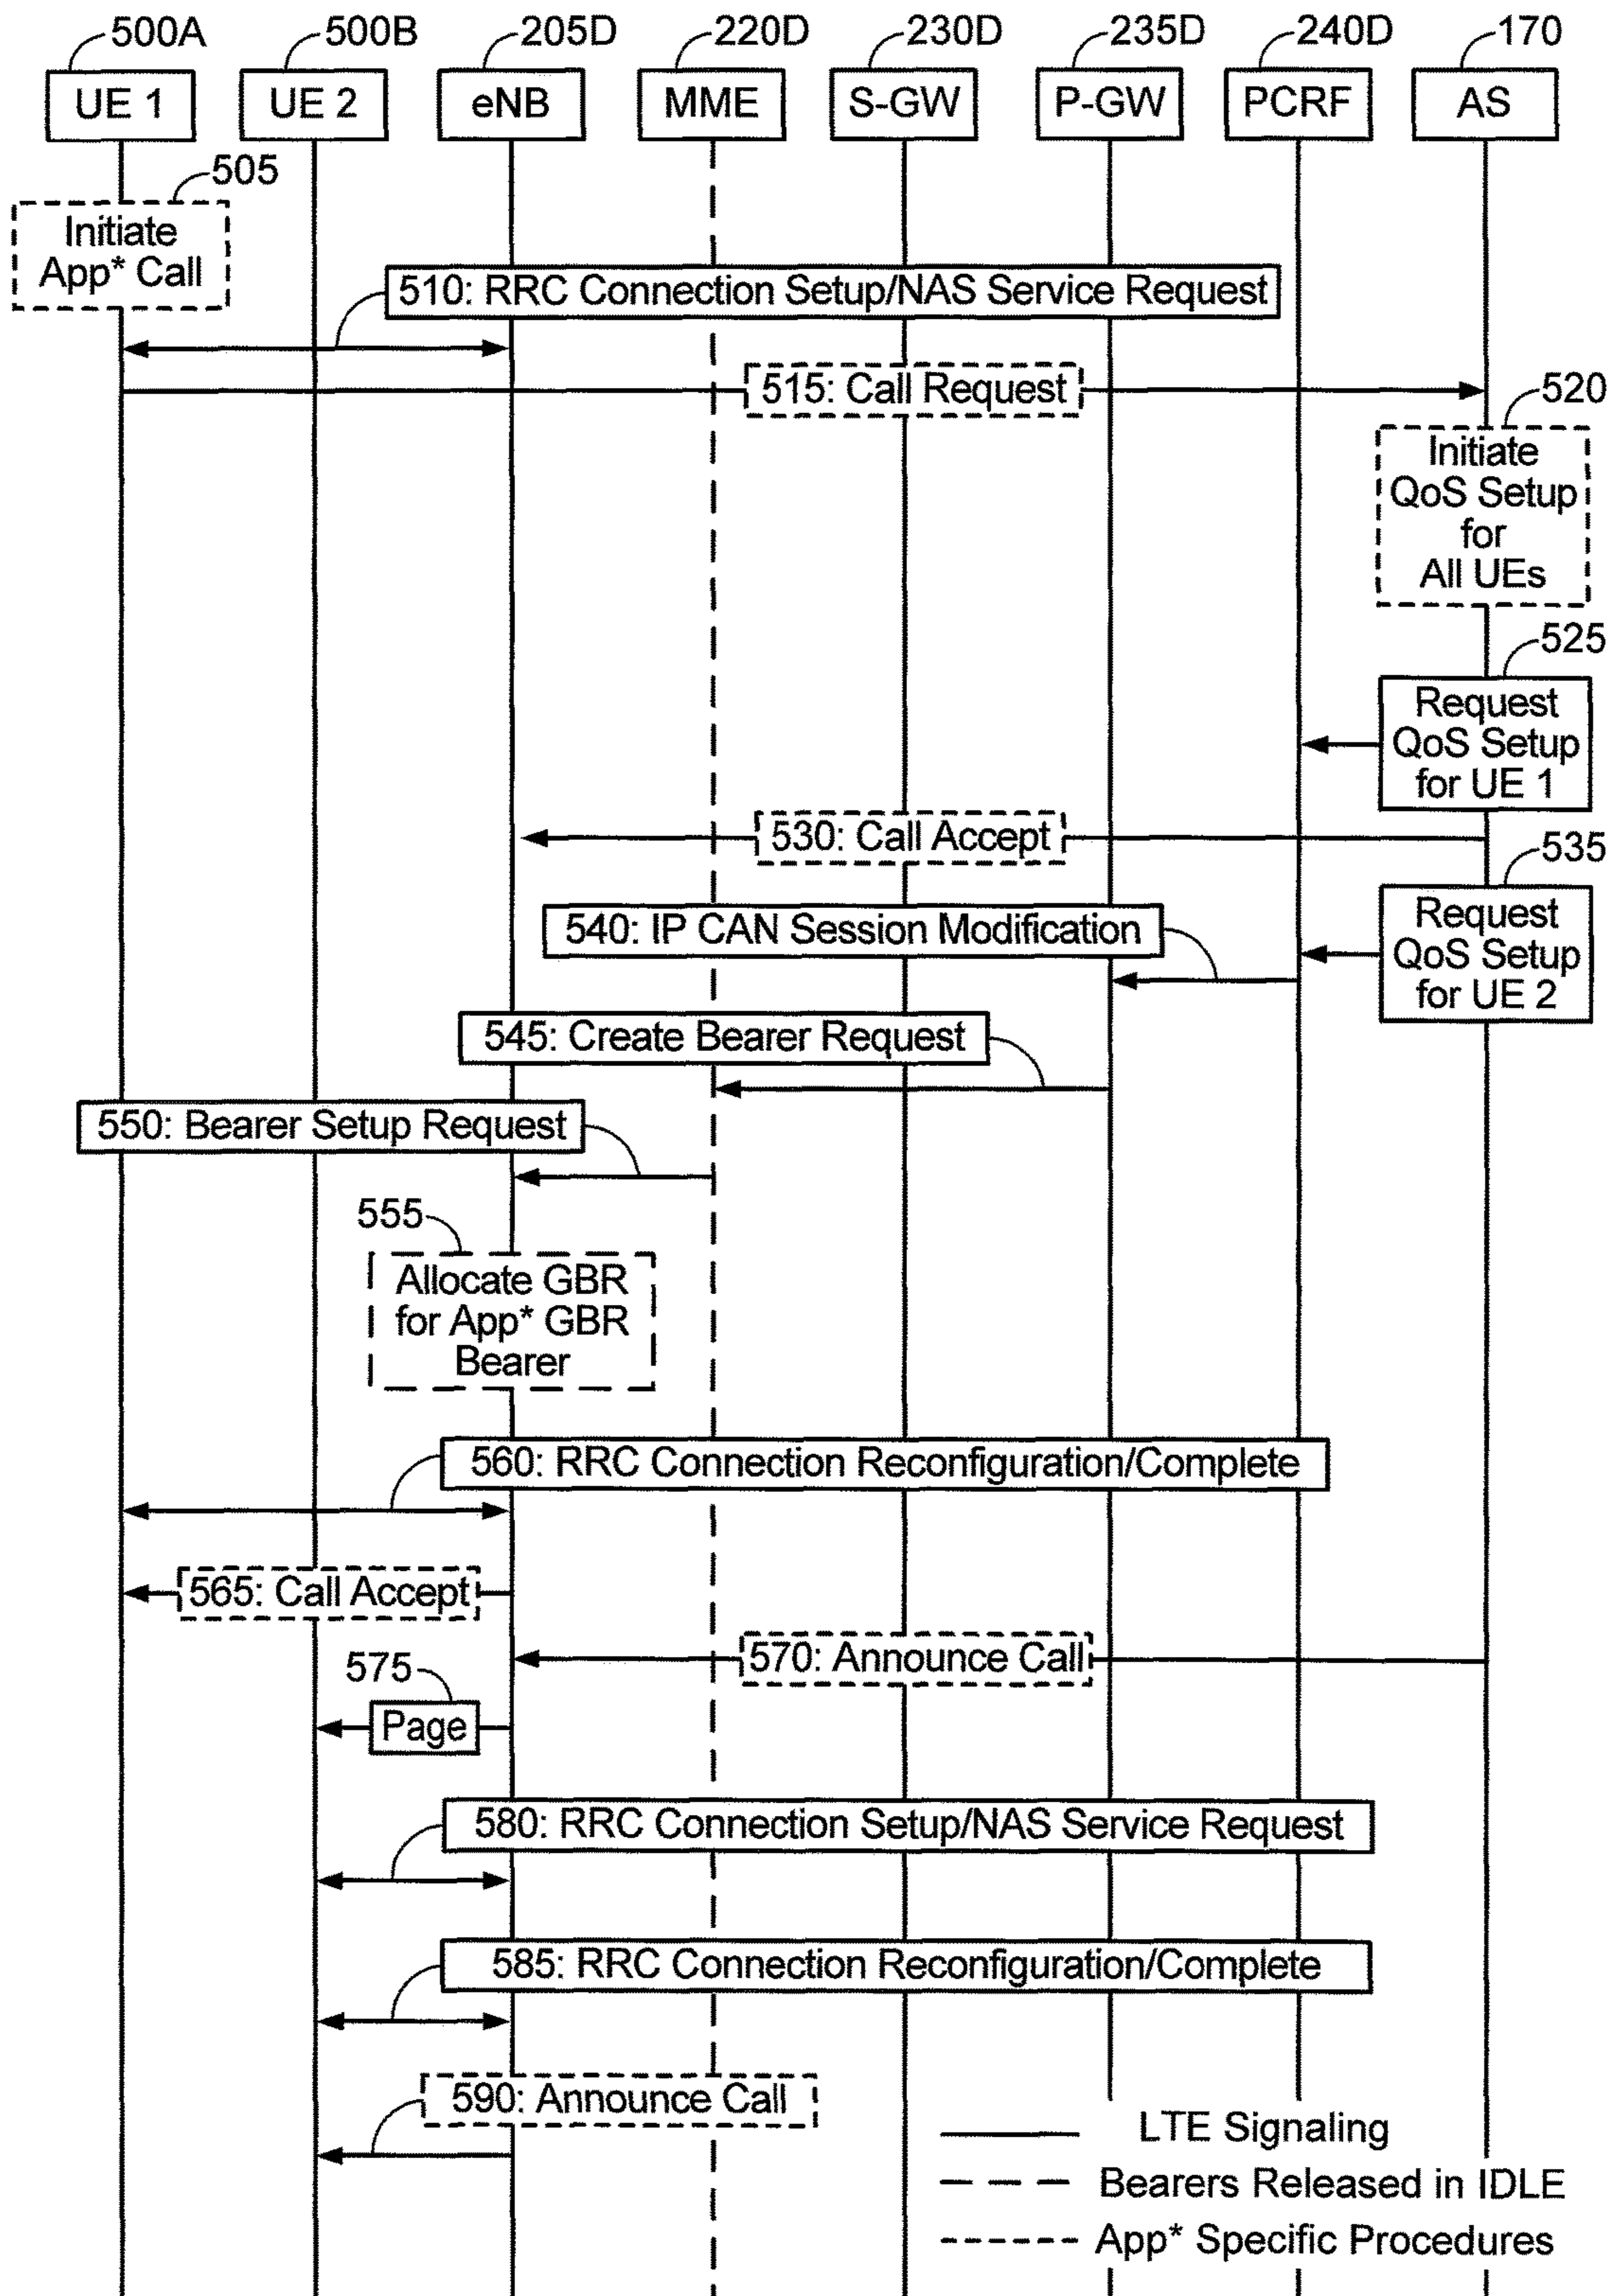 500A 500B 205D 220D 230D 235D 240D 170
UE 1 UE 2 eNB MME S-GW P-GW PCRF AS
505
Initiate
App* Call
510: RRC Connection Setup/NAS Service Request
515: Call Request
520
Initiate
QoS Setup
for
All UEs
525
Request
QoS Setup
for UE 1
530: Call Accept
535
Request
QoS Setup
for UE 2
540: IP CAN Session Modification
545: Create Bearer Request
550: Bearer Setup Request
555
Allocate GBR
for App* GBR
Bearer
560: RRC Connection Reconfiguration/Complete
565: Call Accept
570: Announce Call
575
Page
580: RRC Connection Setup/NAS Service Request
585: RRC Connection Reconfiguration/Complete
590: Announce Call
LTE Signaling
Bearers Released in IDLE
App* Specific Procedures